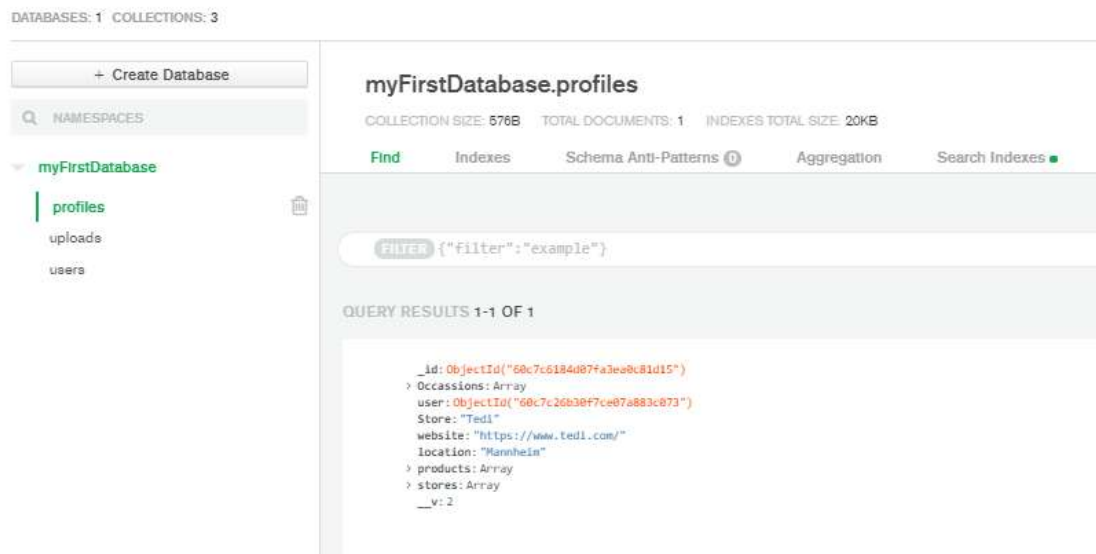 DATABASES: 1 COLLECTIONS: 3
+ Create Database
NAMESPACES
myFirstDatabase
profiles
uploads
users
myFirstDatabase.profiles
COLLECTION SIZE: 576B TOTAL DOCUMENTS: 1 INDEXES TOTAL SIZE: 20KB
Find Indexes Schema Anti-Patterns 0 Aggregation Search Indexes
FILTER {"filter":"example"}
QUERY RESULTS 1-1 OF 1
_id: ObjectId("60c7c6184d07fa3ea0c81d15")
> Occassions: Array
user: ObjectId("60c7c26b30f7ce07a883c073")
Store: "Tedi"
website: "https://www.tedi.com/"
location: "Mannheim"
> products: Array
> stores: Array
__v: 2